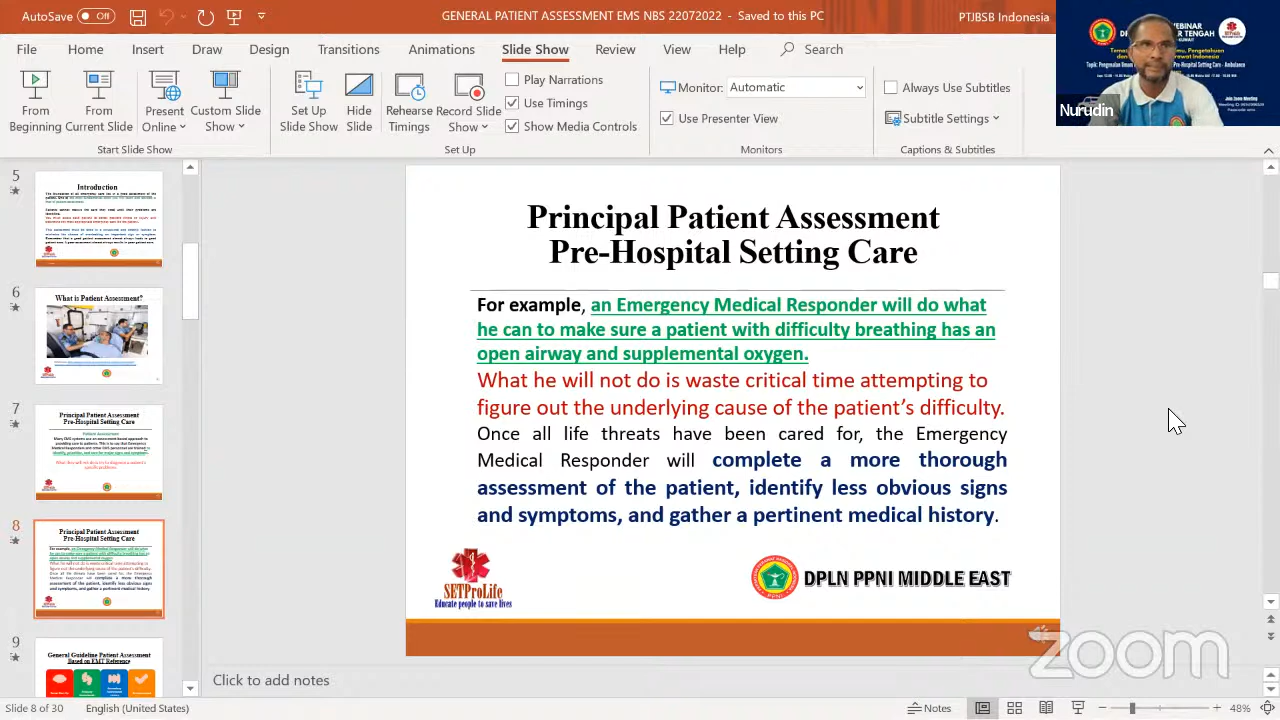 AutoSave Off
GENERAL PATIENT ASSESSMENT EMS NBS 22072022 - Saved to this PC
PTJBSB Indonesia
File Home Insert Draw Design Transitions Animations Slide Show Review View Help Search
From Beginning
From Current Slide
Present Online
Custom Slide Show
Start Slide Show
Set Up Slide Show
Hide Slide
Rehearse Timings
Record Slide Show
Play Narrations
Use Timings
Show Media Controls
Set Up
Monitor: Automatic
Use Presenter View
Monitors
Always Use Subtitles
Subtitle Settings
Captions & Subtitles
Nurudin
5
Introduction
6
What is Patient Assessment?
7
Principal Patient Assessment
Pre-Hospital Setting Care
8
Principal Patient Assessment
Pre-Hospital Setting Care
9
General Guideline Patient Assessment
Based on EMT Reference
Principal Patient Assessment
Pre-Hospital Setting Care
For example, an Emergency Medical Responder will do what
he can to make sure a patient with difficulty breathing has an
open airway and supplemental oxygen.
What he will not do is waste critical time attempting to
figure out the underlying cause of the patient's difficulty.
Once all life threats have been cared for, the Emergency
Medical Responder will complete a more thorough
assessment of the patient, identify less obvious signs
and symptoms, and gather a pertinent medical history.
SETProLife
Educate people to save lives
PPNI
DPLN PPNI MIDDLE EAST
zoom
Click to add notes
Slide 8 of 30 English (United States) Notes 48%